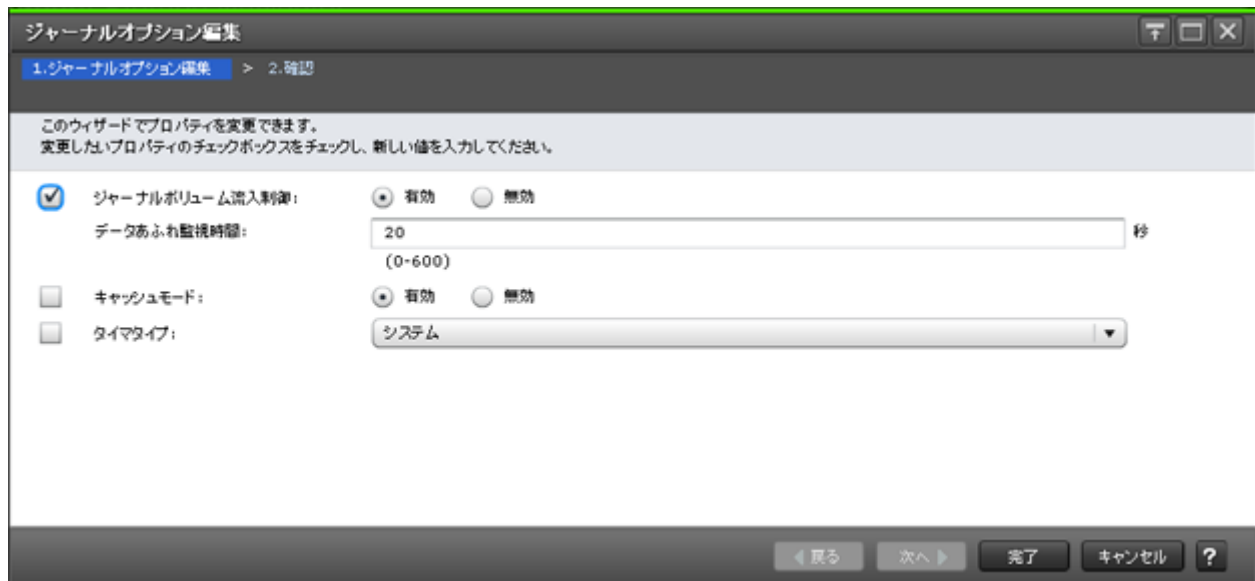 ジャーナルオプション編集
1.ジャーナルオプション編集 > 2.確認
このウィザードでプロパティを変更できます。
変更したいプロパティのチェックボックスをチェックし、新しい値を入力してください。
ジャーナルボリューム流入制御: 有効 無効
データあふれ監視時間: 20 秒
(0-600)
キャッシュモード: 有効 無効
タイマタイプ: システム
戻る 次へ 完了 キャンセル ?